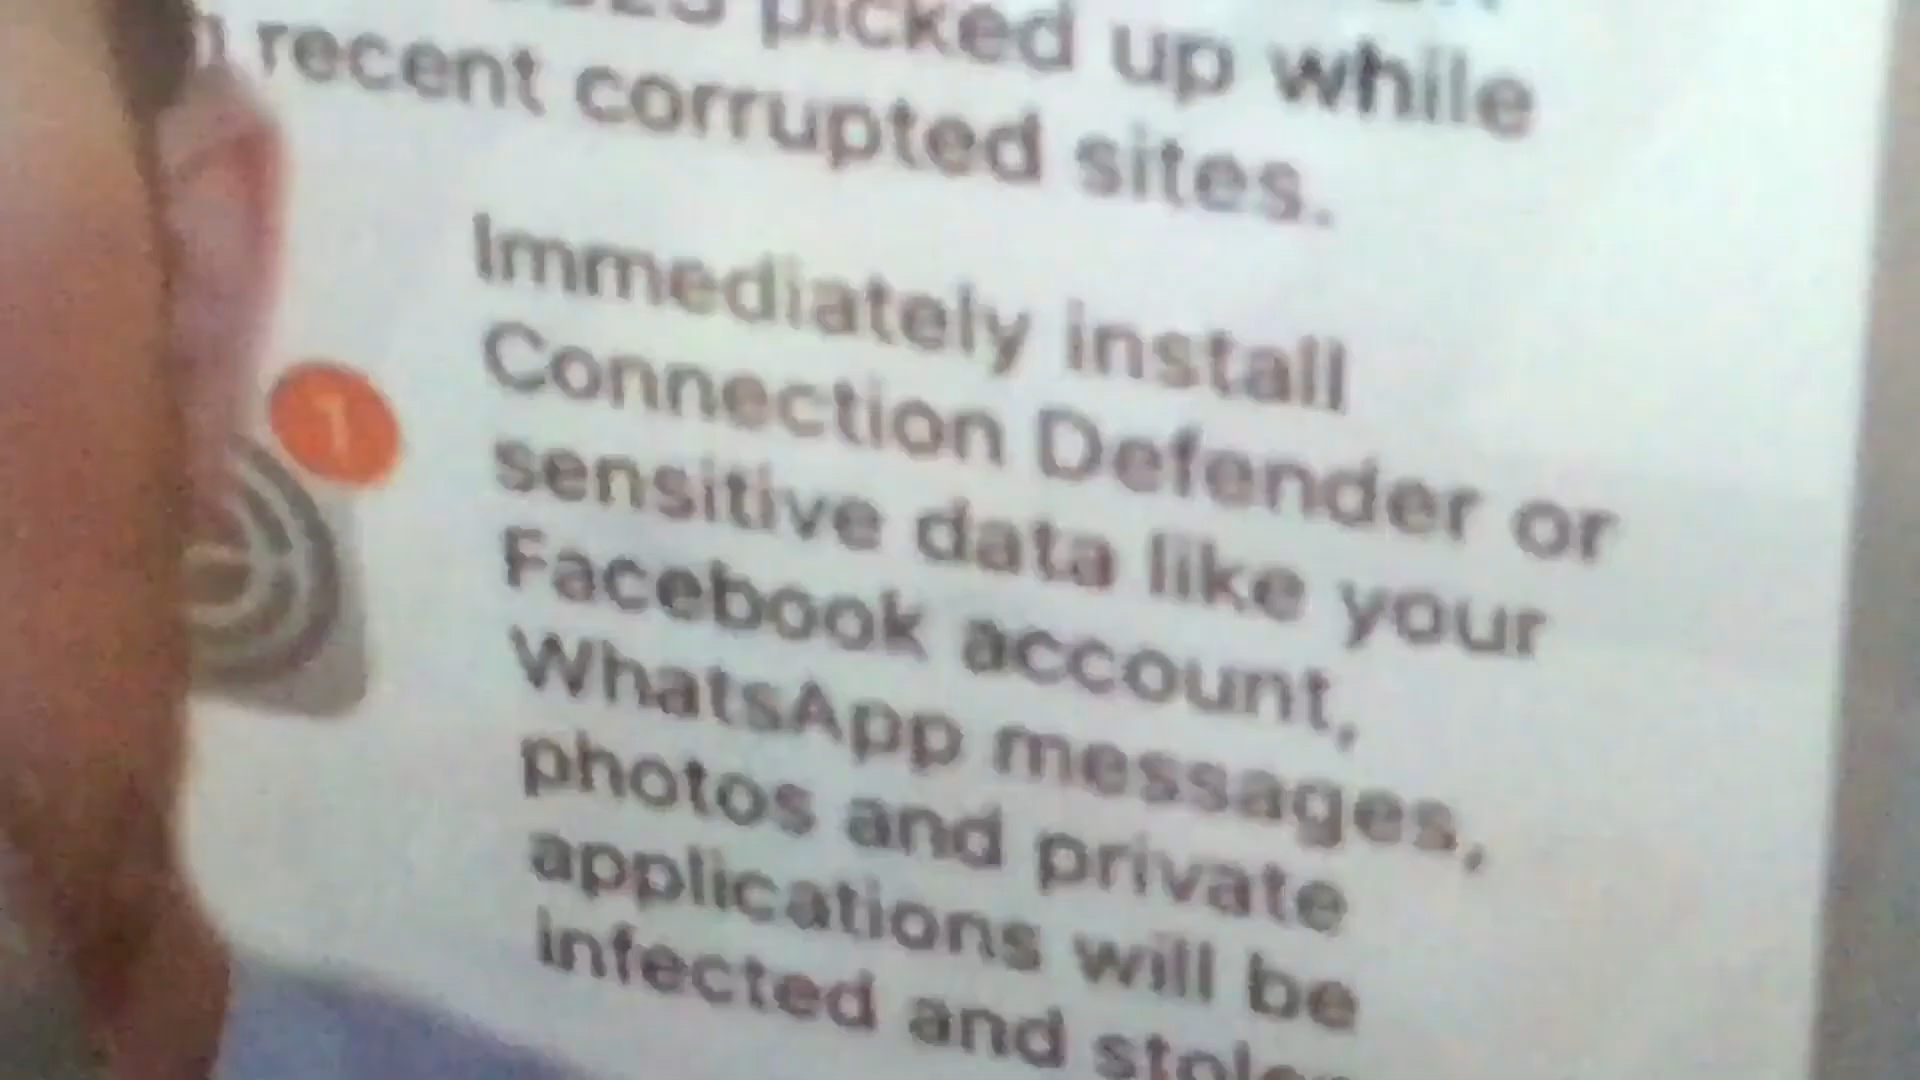 picked up while
recent corrupted sites.
Immediately install
Connection Defender or
1
sensitive data like your
Facebook account,
WhatsApp messages,
photos and private
applications will be
infected and